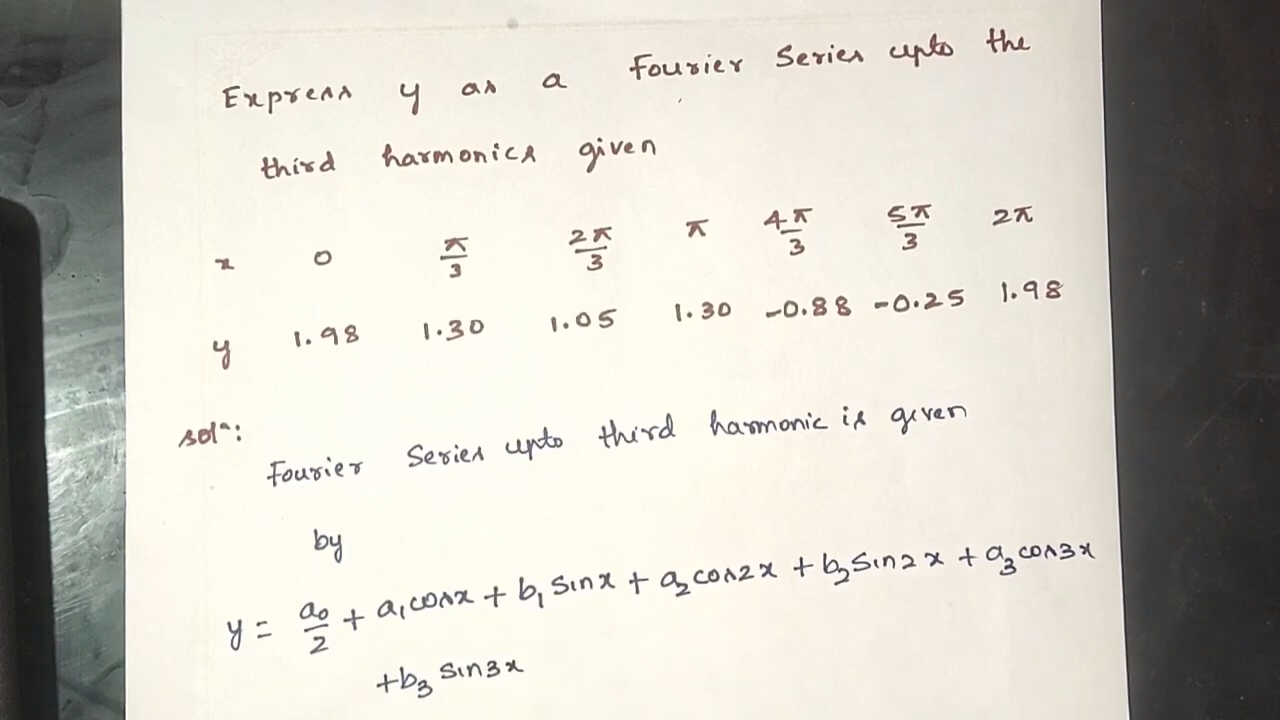 Express y as a Fourier Series upto the
third harmonics given
x 0 π/3 2π/3 π 4π/3 5π/3 2π
y 1.98 1.30 1.05 1.30 -0.88 -0.25 1.98
solⁿ:
Fourier Series upto third harmonic is given
by
y = a₀/2 + a₁cosx + b₁sinx + a₂cos2x + b₂sin2x + a₃cos3x
+b₃sin3x